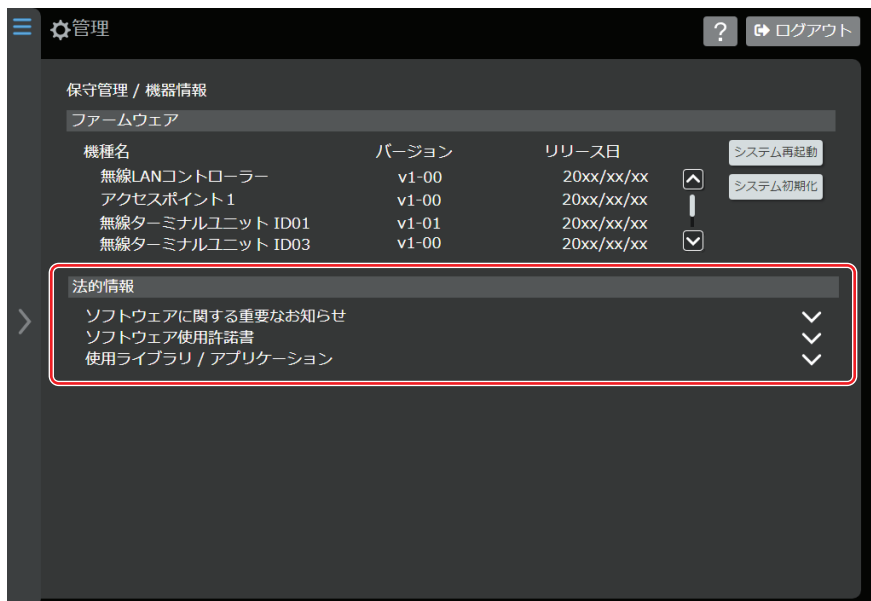 管理
? ログアウト
保守管理 / 機器情報
ファームウェア
機種名 バージョン リリース日
無線LANコントローラー v1-00 20xx/xx/xx
アクセスポイント1 v1-00 20xx/xx/xx
無線ターミナルユニット ID01 v1-01 20xx/xx/xx
無線ターミナルユニット ID03 v1-00 20xx/xx/xx
システム再起動
システム初期化
法的情報
ソフトウェアに関する重要なお知らせ
ソフトウェア使用許諾書
使用ライブラリ / アプリケーション